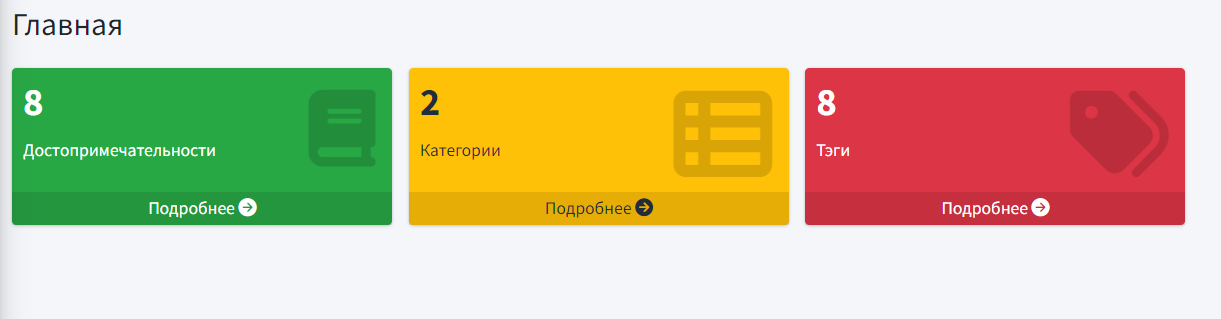 Главная
8
Достопримечательности
Подробнее
2
Категории
Подробнее
8
Тэги
Подробнее